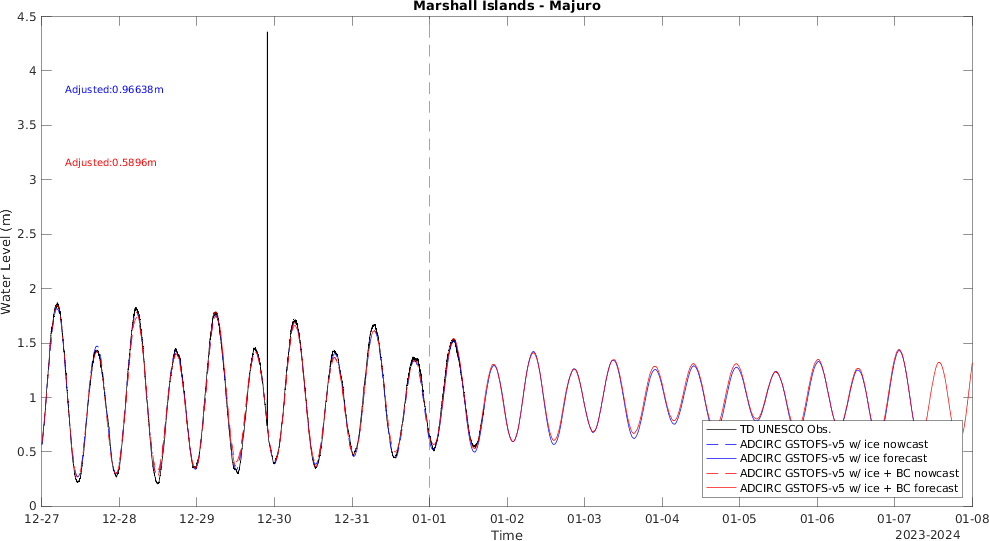 Marshall Islands - Majuro
4.5
4
3.5
3
2.5
2
1.5
1
0.5
0
Water Level (m)
Adjusted:0.96638m
Adjusted:0.5896m
TD UNESCO Obs.
ADCIRC GSTOFS-v5 w/ ice nowcast
ADCIRC GSTOFS-v5 w/ ice forecast
ADCIRC GSTOFS-v5 w/ ice + BC nowcast
ADCIRC GSTOFS-v5 w/ ice + BC forecast
12-27 12-28 12-29 12-30 12-31 01-01 01-02 01-03 01-04 01-05 01-06 01-07 01-08
Time
2023-2024